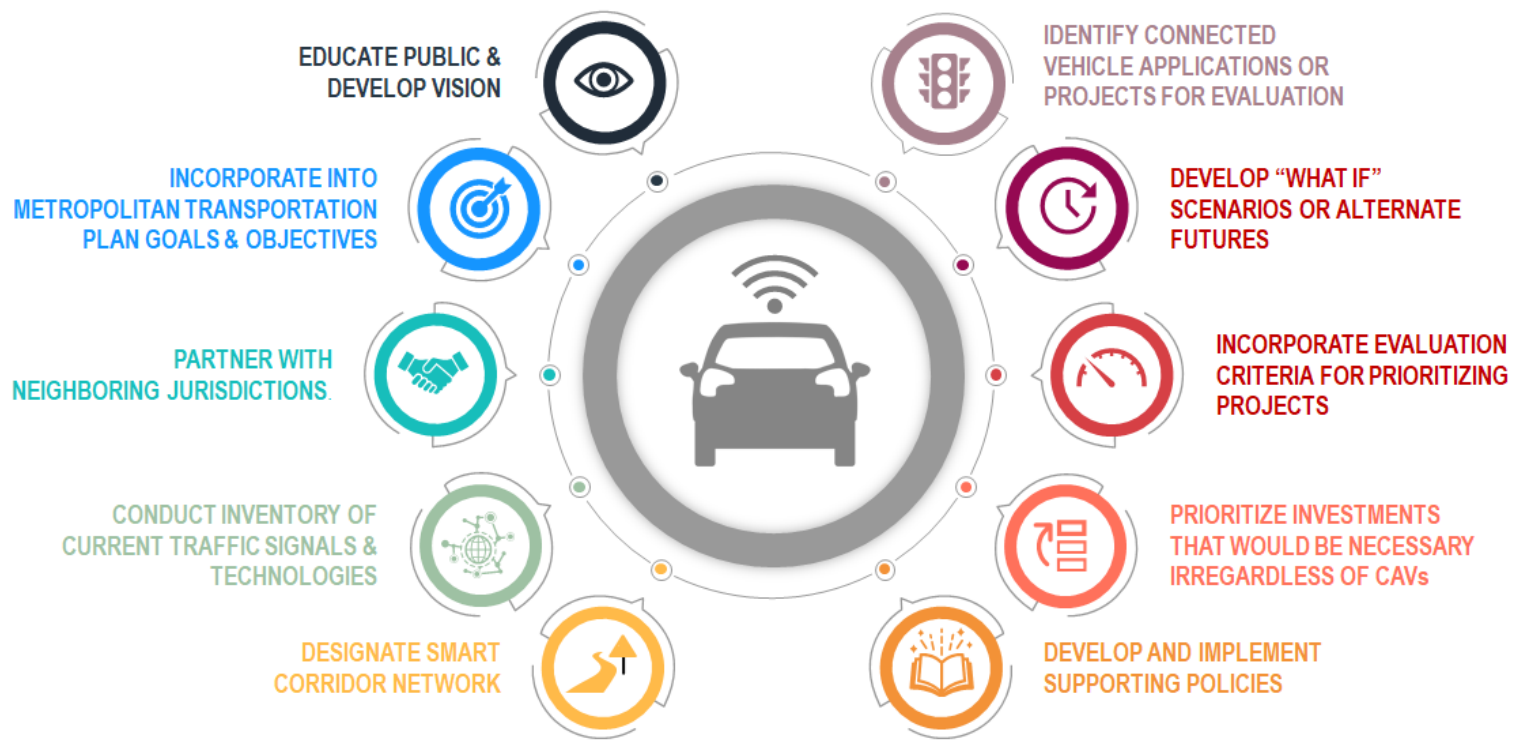 EDUCATE PUBLIC &
DEVELOP VISION
INCORPORATE INTO
METROPOLITAN TRANSPORTATION
PLAN GOALS & OBJECTIVES
PARTNER WITH
NEIGHBORING JURISDICTIONS.
CONDUCT INVENTORY OF
CURRENT TRAFFIC SIGNALS &
TECHNOLOGIES
DESIGNATE SMART
CORRIDOR NETWORK
IDENTIFY CONNECTED
VEHICLE APPLICATIONS OR
PROJECTS FOR EVALUATION
DEVELOP “WHAT IF”
SCENARIOS OR ALTERNATE
FUTURES
INCORPORATE EVALUATION
CRITERIA FOR PRIORITIZING
PROJECTS
PRIORITIZE INVESTMENTS
THAT WOULD BE NECESSARY
IRREGARDLESS OF CAVs
DEVELOP AND IMPLEMENT
SUPPORTING POLICIES